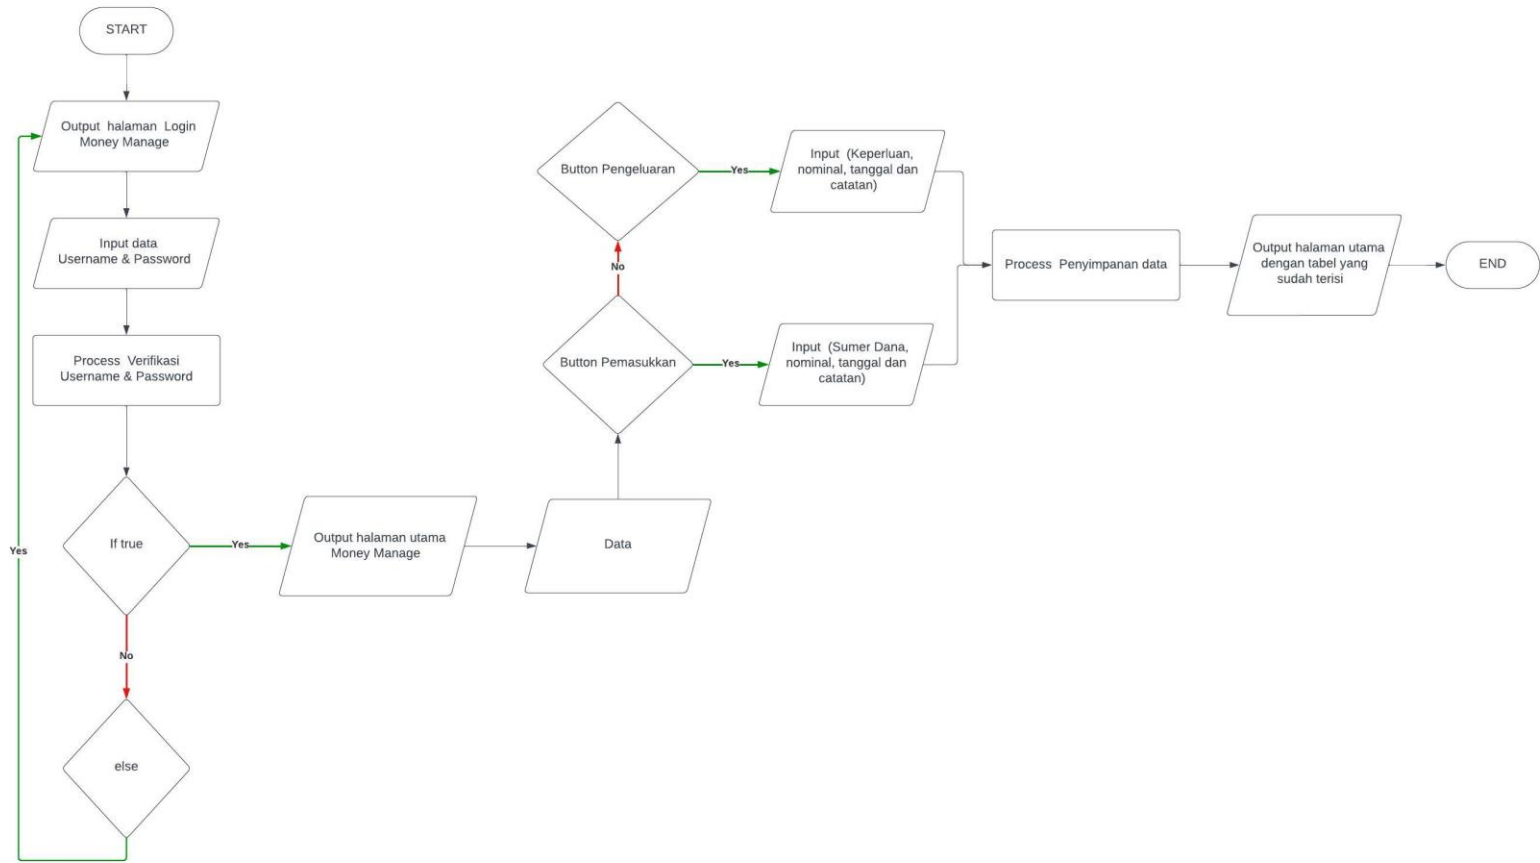 START
Output halaman Login
Money Manage
Input data
Username & Password
Process Verifikasi
Username & Password
If true
Yes
No
else
Yes
Output halaman utama
Money Manage
Data
Button Pemasukkan
Yes
Input (Sumer Dana,
nominal, tanggal dan
catatan)
No
Button Pengeluaran
Yes
Input (Keperluan,
nominal, tanggal dan
catatan)
Process Penyimpanan data
Output halaman utama
dengan tabel yang
sudah terisi
END